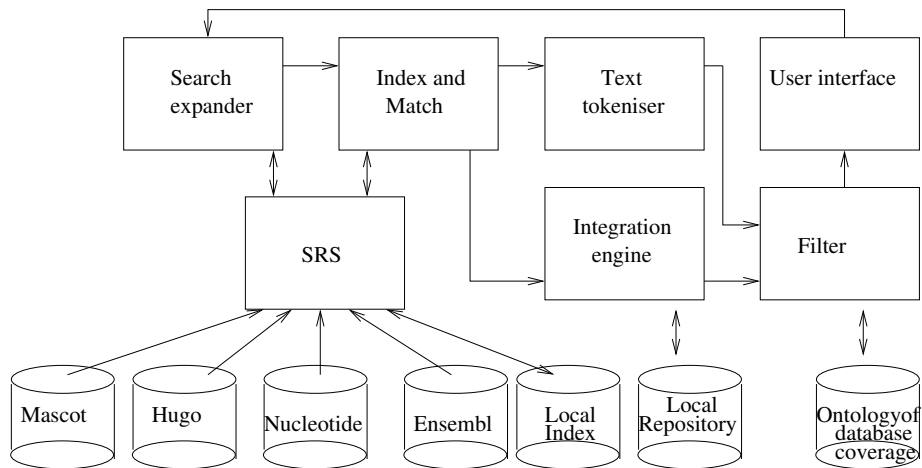 Search
expander
Index and
Match
Text
tokeniser
User interface
SRS
Integration
engine
Filter
Mascot
Hugo
Nucleotide
Ensembl
Local
Index
Local
Repository
Ontologyof
database
coverage